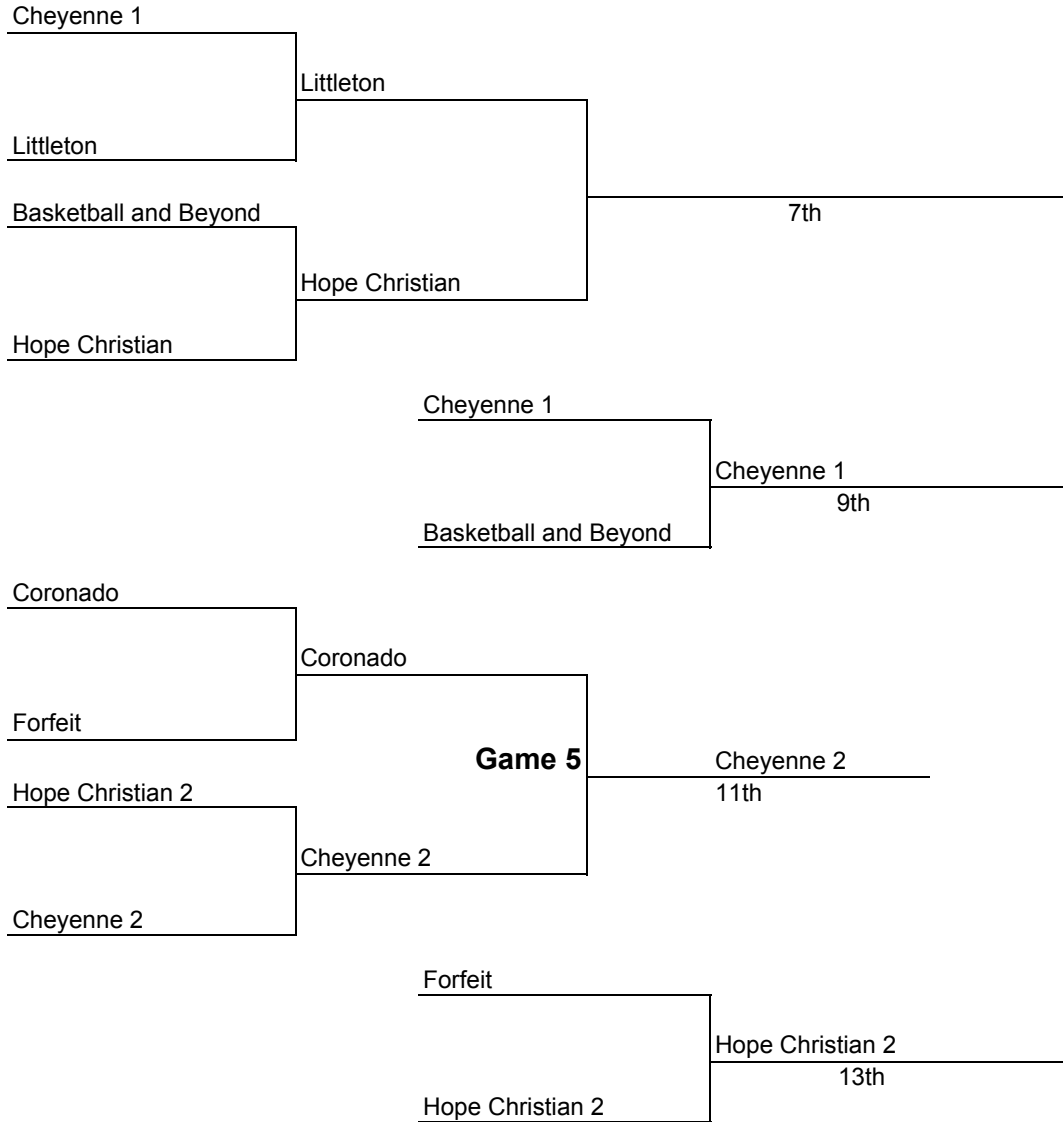 Cheyenne 1
Littleton
Littleton
Basketball and Beyond
7th
Hope Christian
Hope Christian
Cheyenne 1
Cheyenne 1
9th
Basketball and Beyond
Coronado
Coronado
Forfeit
Game 5
Cheyenne 2
Hope Christian 2
11th
Cheyenne 2
Cheyenne 2
Forfeit
Hope Christian 2
13th
Hope Christian 2